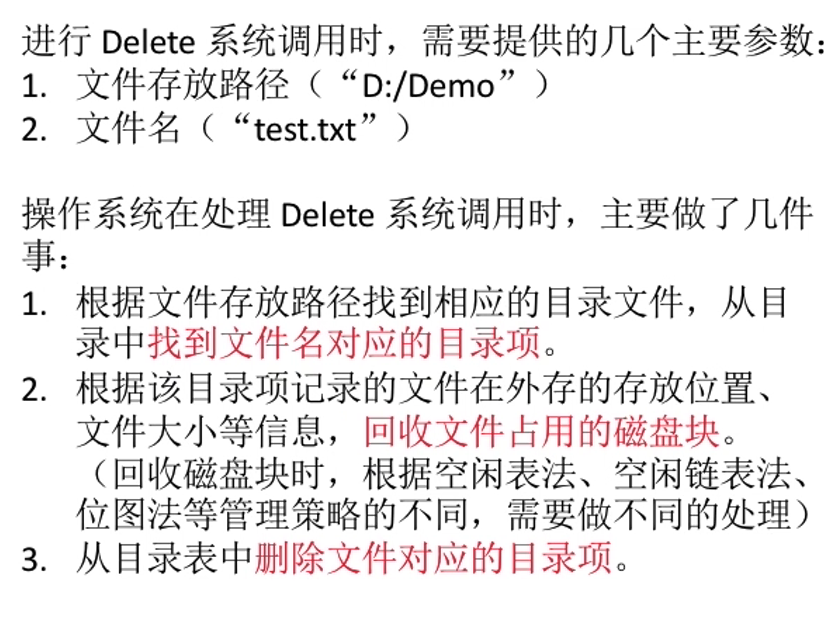 进行 Delete 系统调用时，需要提供的几个主要参数：
1. 文件存放路径（“D:/Demo”）
2. 文件名（“test.txt”）
操作系统在处理 Delete 系统调用时，主要做了几件
事：
1. 根据文件存放路径找到相应的目录文件，从目
录中找到文件名对应的目录项。
2. 根据该目录项记录的文件在外存的存放位置、
文件大小等信息，回收文件占用的磁盘块。
（回收磁盘块时，根据空闲表法、空闲链表法、
位图法等管理策略的不同，需要做不同的处理）
3. 从目录表中删除文件对应的目录项。